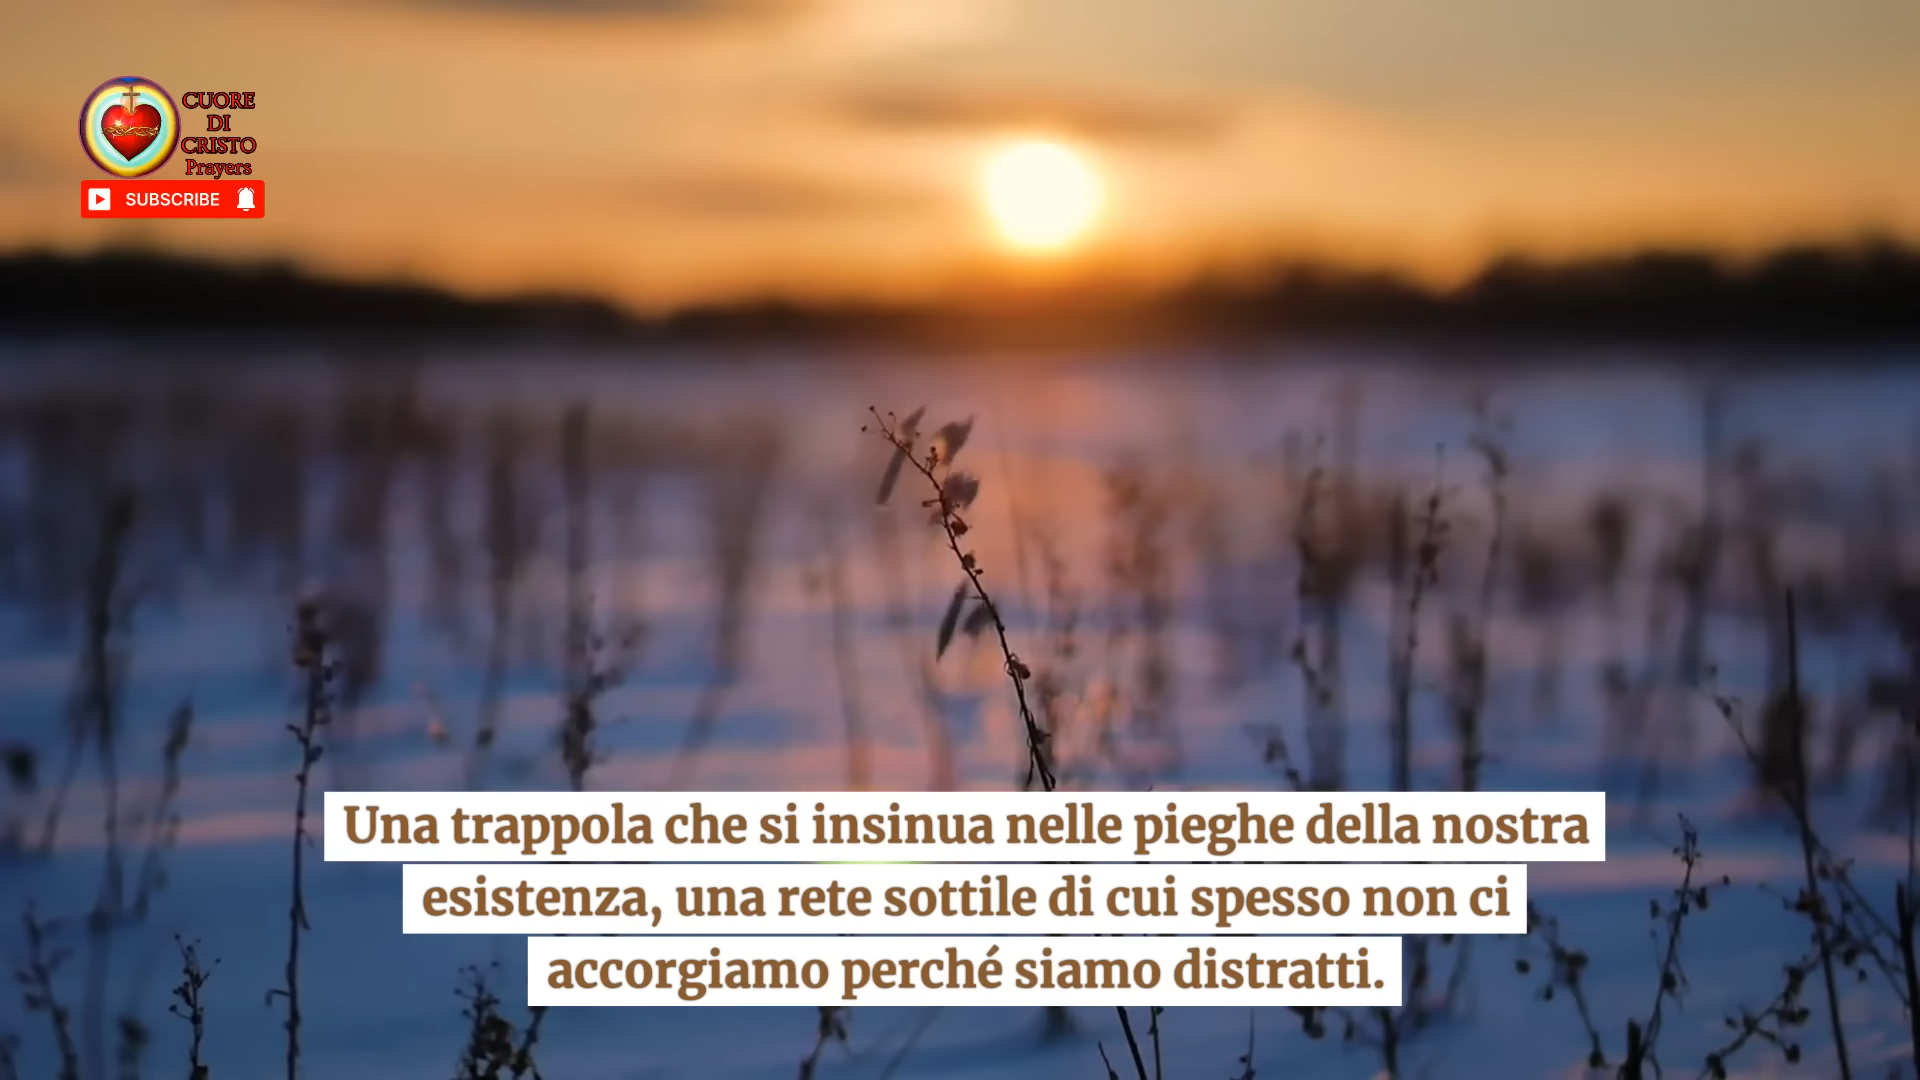 CUORE
DI
CRISTO
Prayers
SUBSCRIBE
Una trappola che si insinua nelle pieghe della nostra
esistenza, una rete sottile di cui spesso non ci
accorgiamo perché siamo distratti.